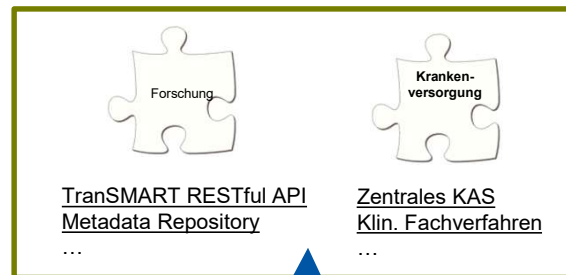 Forschung
Kranken-
versorgung
TranSMART RESTful API
Metadata Repository
…
Zentrales KAS
Klin. Fachverfahren
…